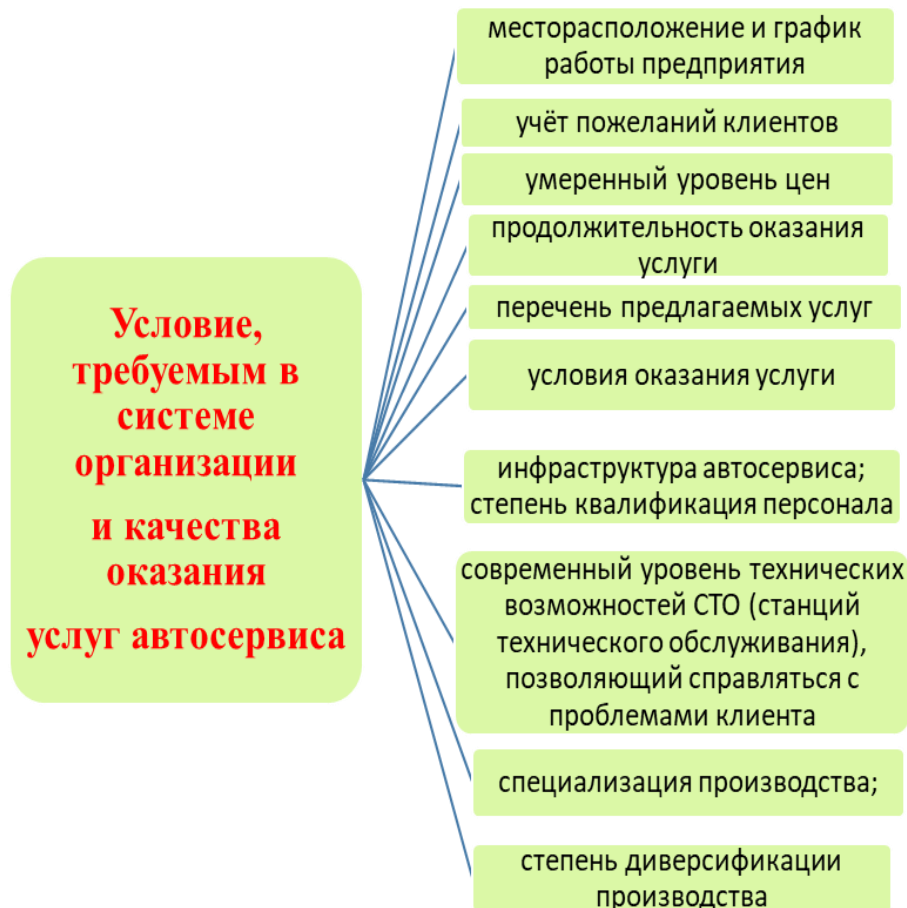 Условие,
требуемым в
системе
организации
и качества
оказания
услуг автосервиса
месторасположение и график
работы предприятия
учёт пожеланий клиентов
умеренный уровень цен
продолжительность оказания
услуги
перечень предлагаемых услуг
условия оказания услуги
инфраструктура автосервиса;
степень квалификация персонала
современный уровень технических
возможностей СТО (станций
технического обслуживания),
позволяющий справляться с
проблемами клиента
специализация производства;
степень диверсификации
производства